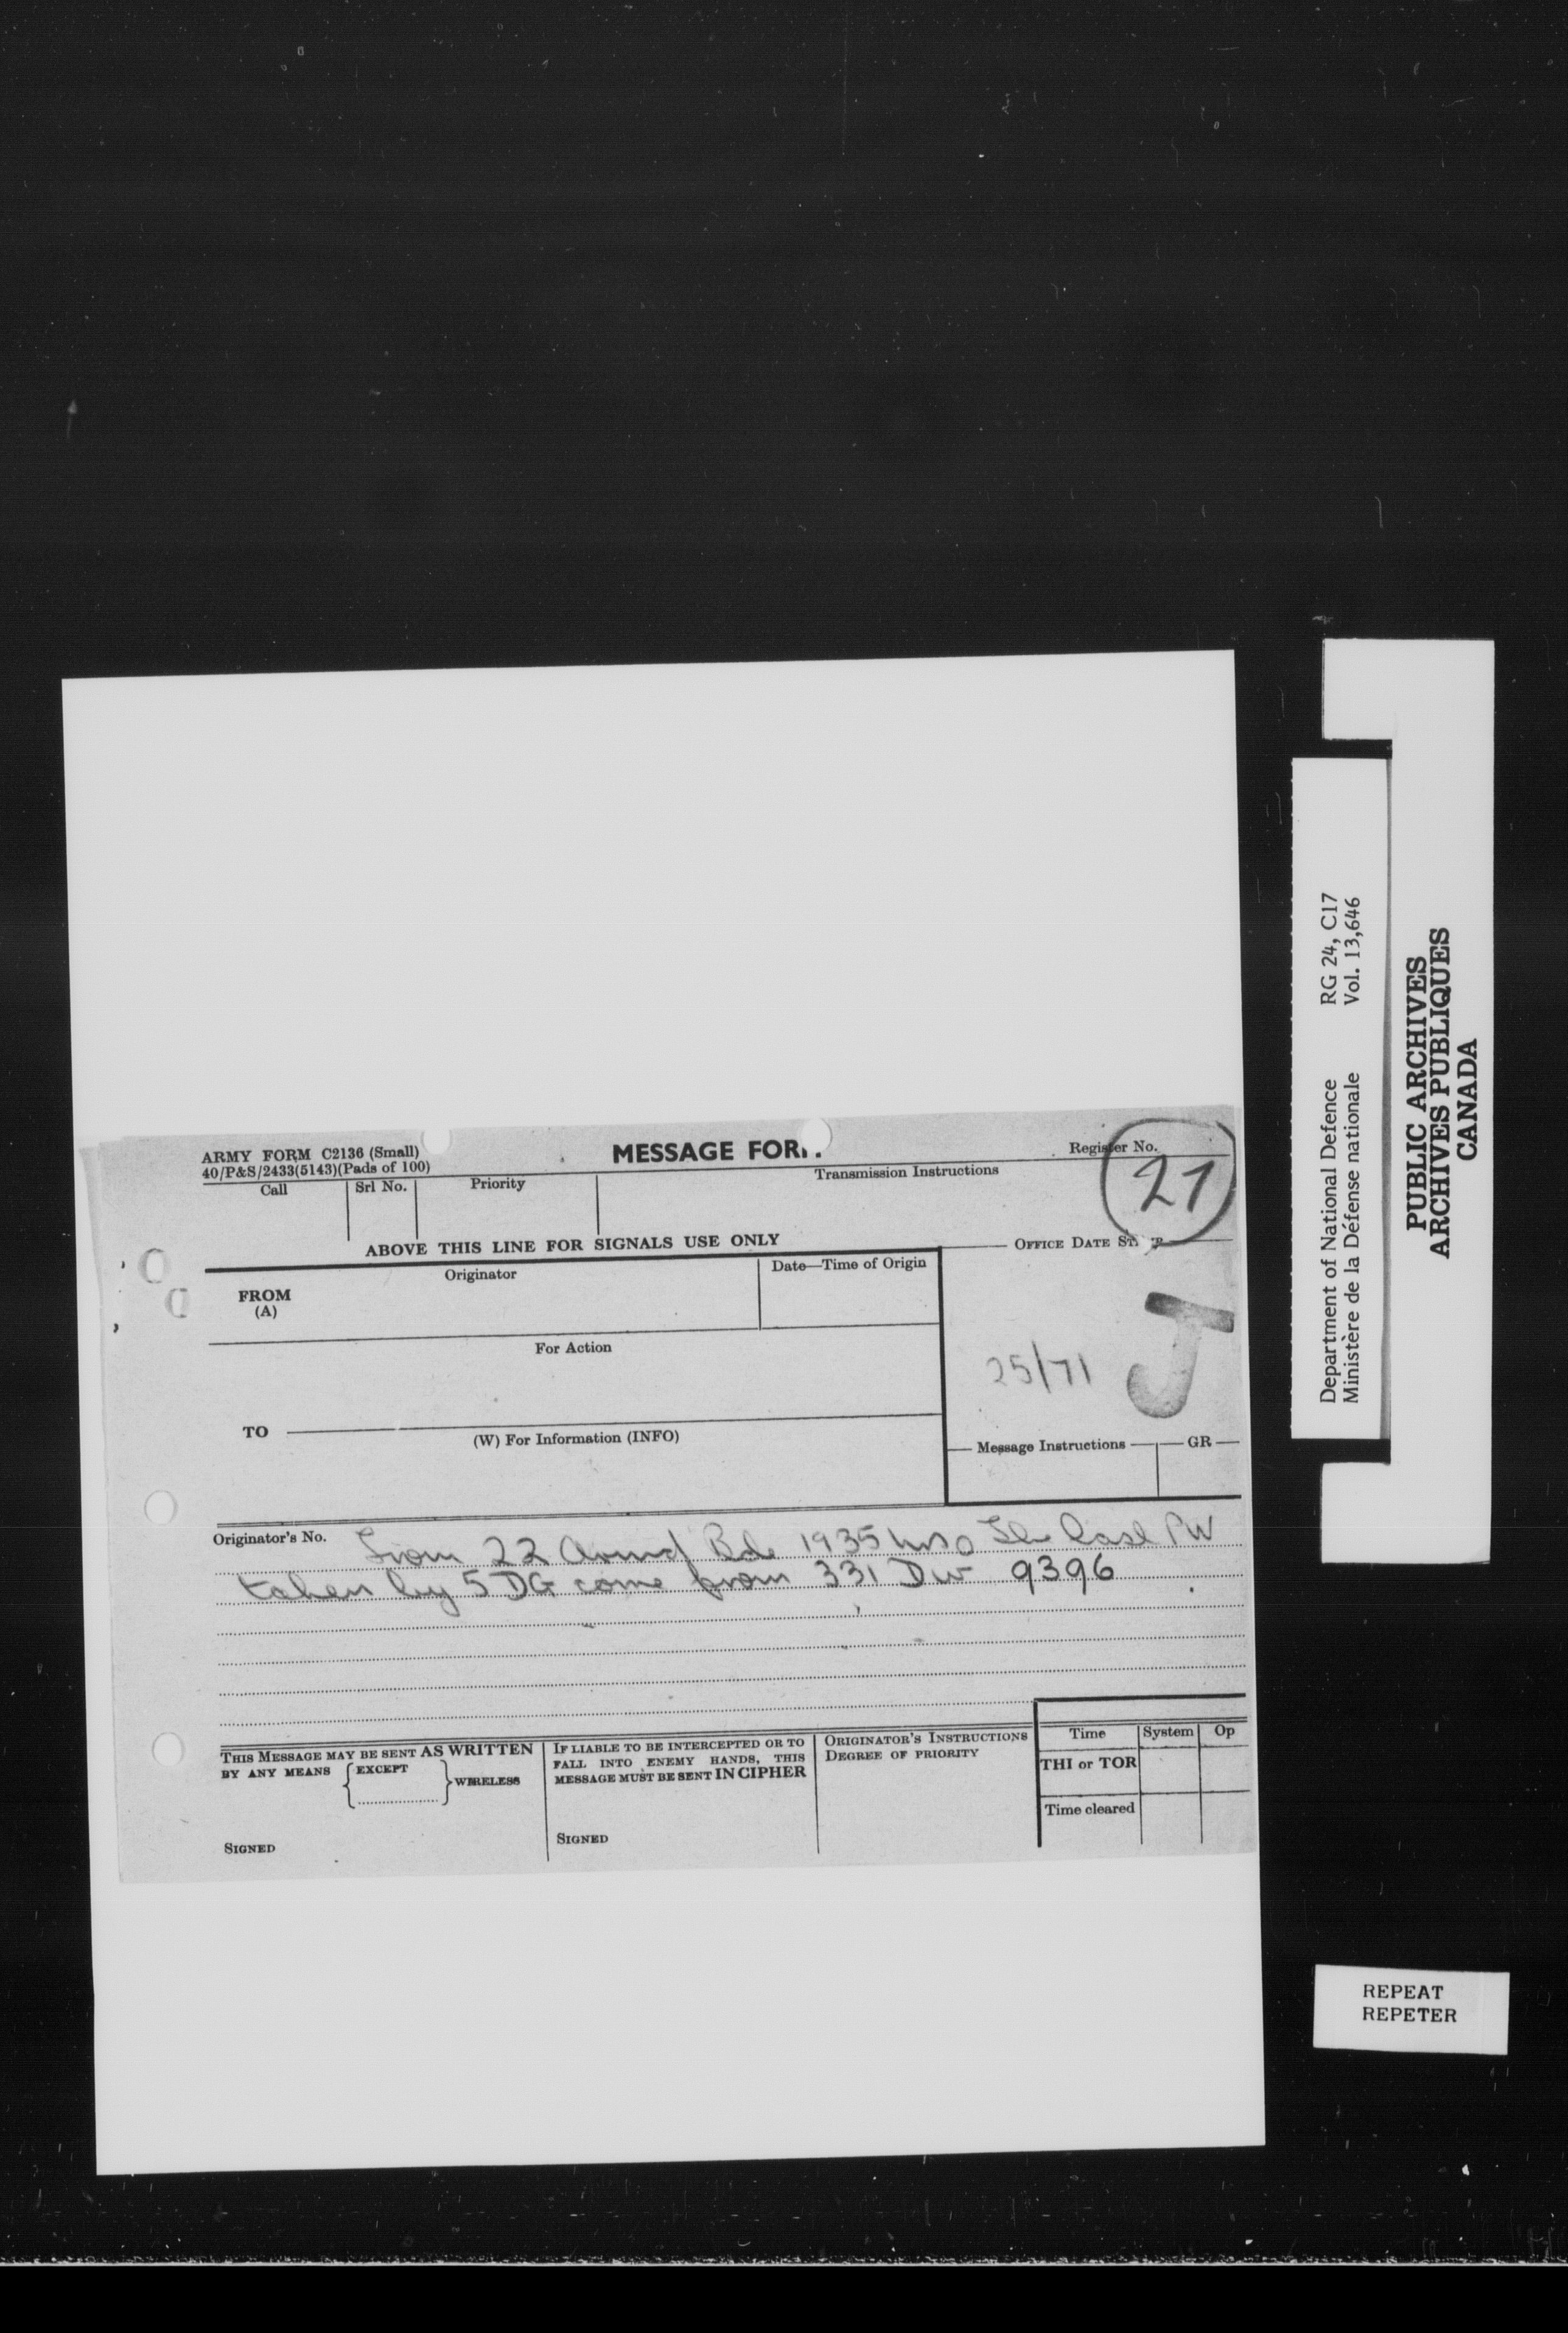 ARMY FORM C2136 (Small)
40/P&S/2433(5143)(Pads of 100)
MESSAGE FOR
Register No.
21
Call
Srl No.
Priority
Transmission Instructions
ABOVE THIS LINE FOR SIGNALS USE ONLY
OFFICE DATE ST
FROM
(A)
Originator
Date—Time of Origin
For Action
25/71
J
TO
(W) For Information (INFO)
Message Instructions
GR
Originator's No.
From 22 Armd Bde 1935 hrs o The last PW
taken by 5 DG come from 331 Div 9396
THIS MESSAGE MAY BE SENT AS WRITTEN
BY ANY MEANS { EXCEPT } WIRELESS
SIGNED
IF LIABLE TO BE INTERCEPTED OR TO
FALL INTO ENEMY HANDS, THIS
MESSAGE MUST BE SENT IN CIPHER
SIGNED
ORIGINATOR'S INSTRUCTIONS
DEGREE OF PRIORITY
Time
System
Op
THI or TOR
Time cleared
Department of National Defence RG 24, C17
Ministère de la Défense nationale Vol. 13,646
PUBLIC ARCHIVES
ARCHIVES PUBLIQUES
CANADA
REPEAT
REPETER